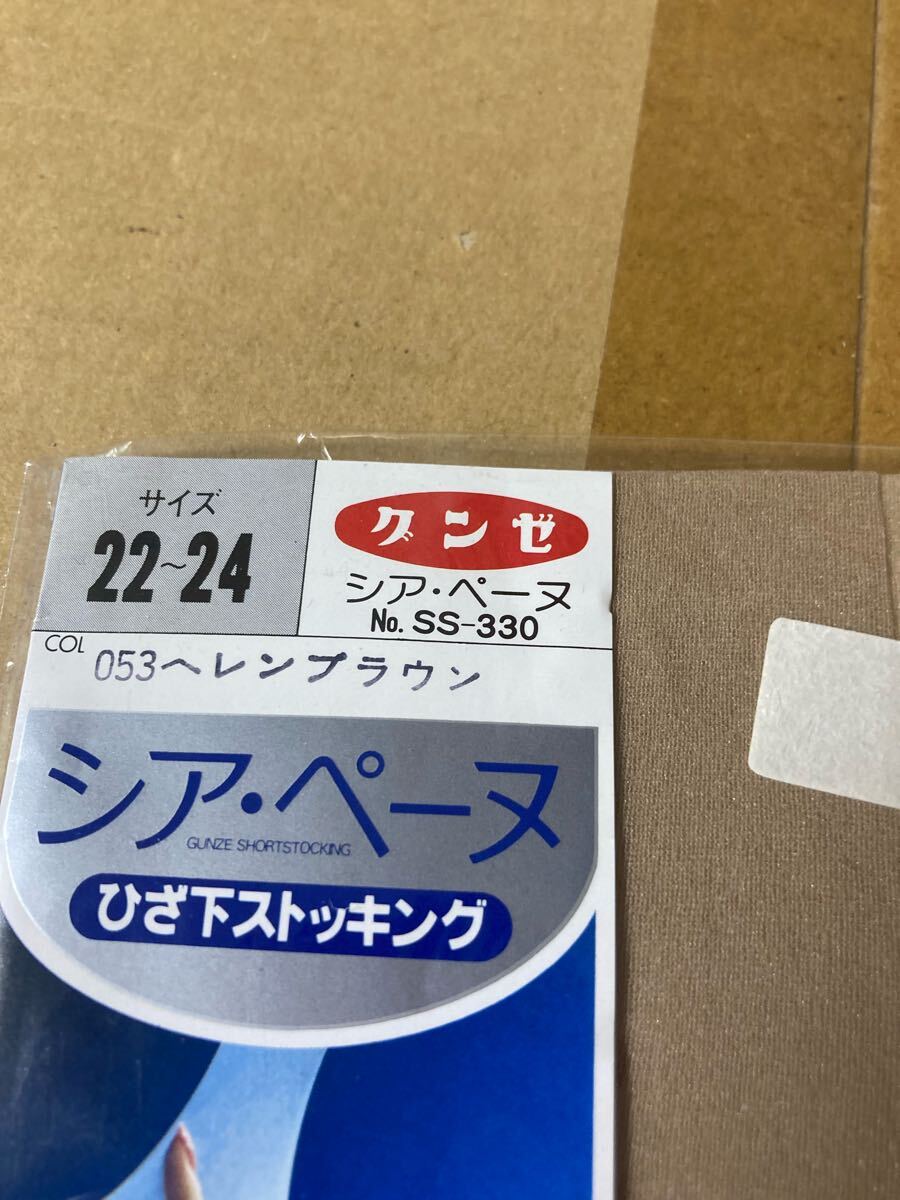 サイズ
22～24
グンゼ
シア・ペーヌ
No. SS-330
COL
053ヘレンブラウン
シア・ペーヌ
GUNZE SHORTSTOCKING
ひざ下ストッキング